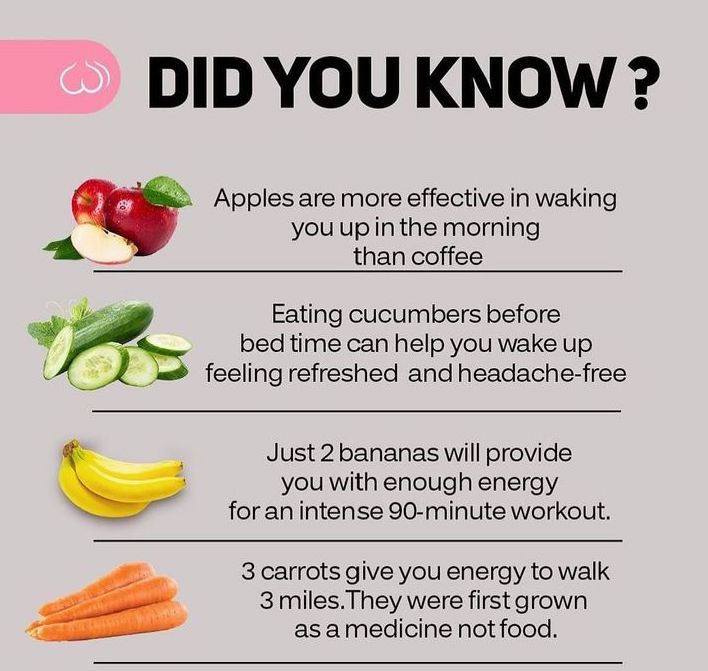 DID YOU KNOW ?
Apples are more effective in waking
you up in the morning
than coffee
Eating cucumbers before
bed time can help you wake up
feeling refreshed and headache-free
Just 2 bananas will provide
you with enough energy
for an intense 90-minute workout.
3 carrots give you energy to walk
3 miles.They were first grown
as a medicine not food.